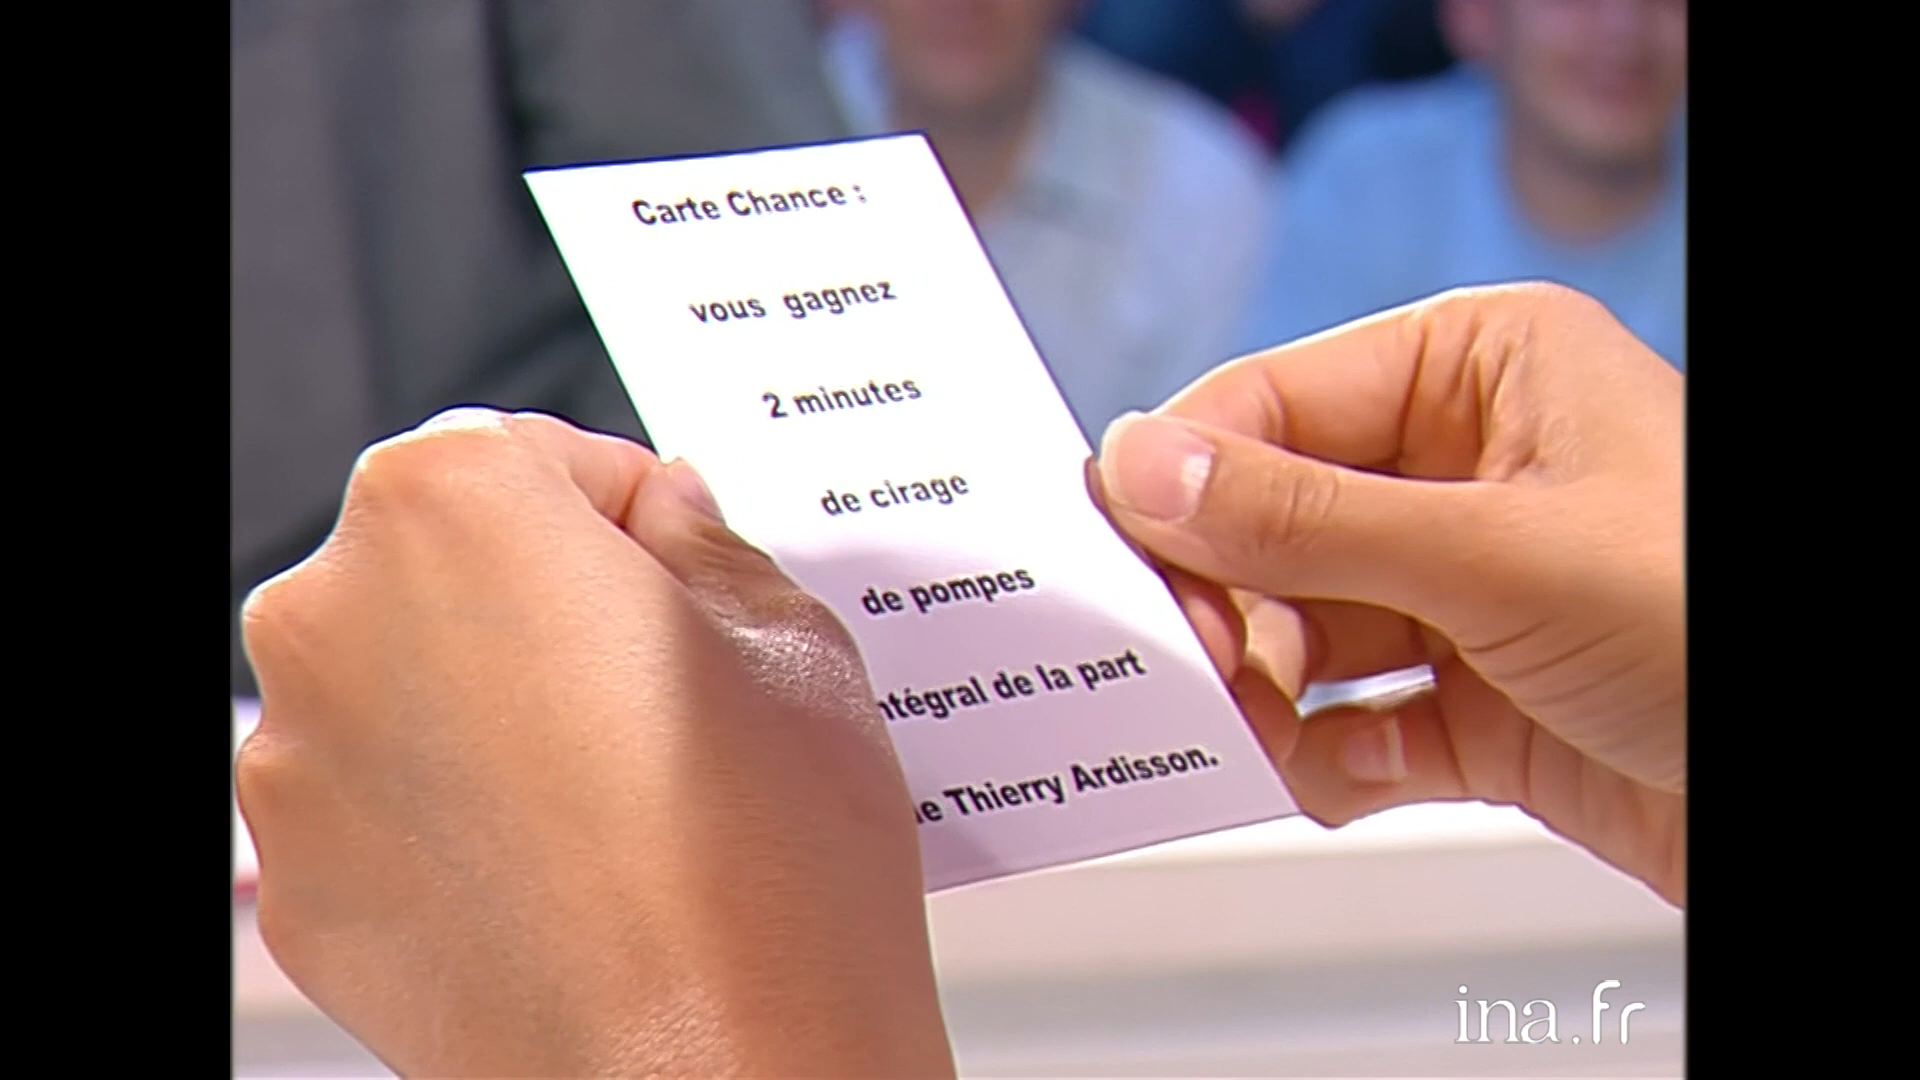 Carte Chance :
vous gagnez
2 minutes
de cirage
de pompes
ntégral de la part
e Thierry Ardisson.
ina.fr